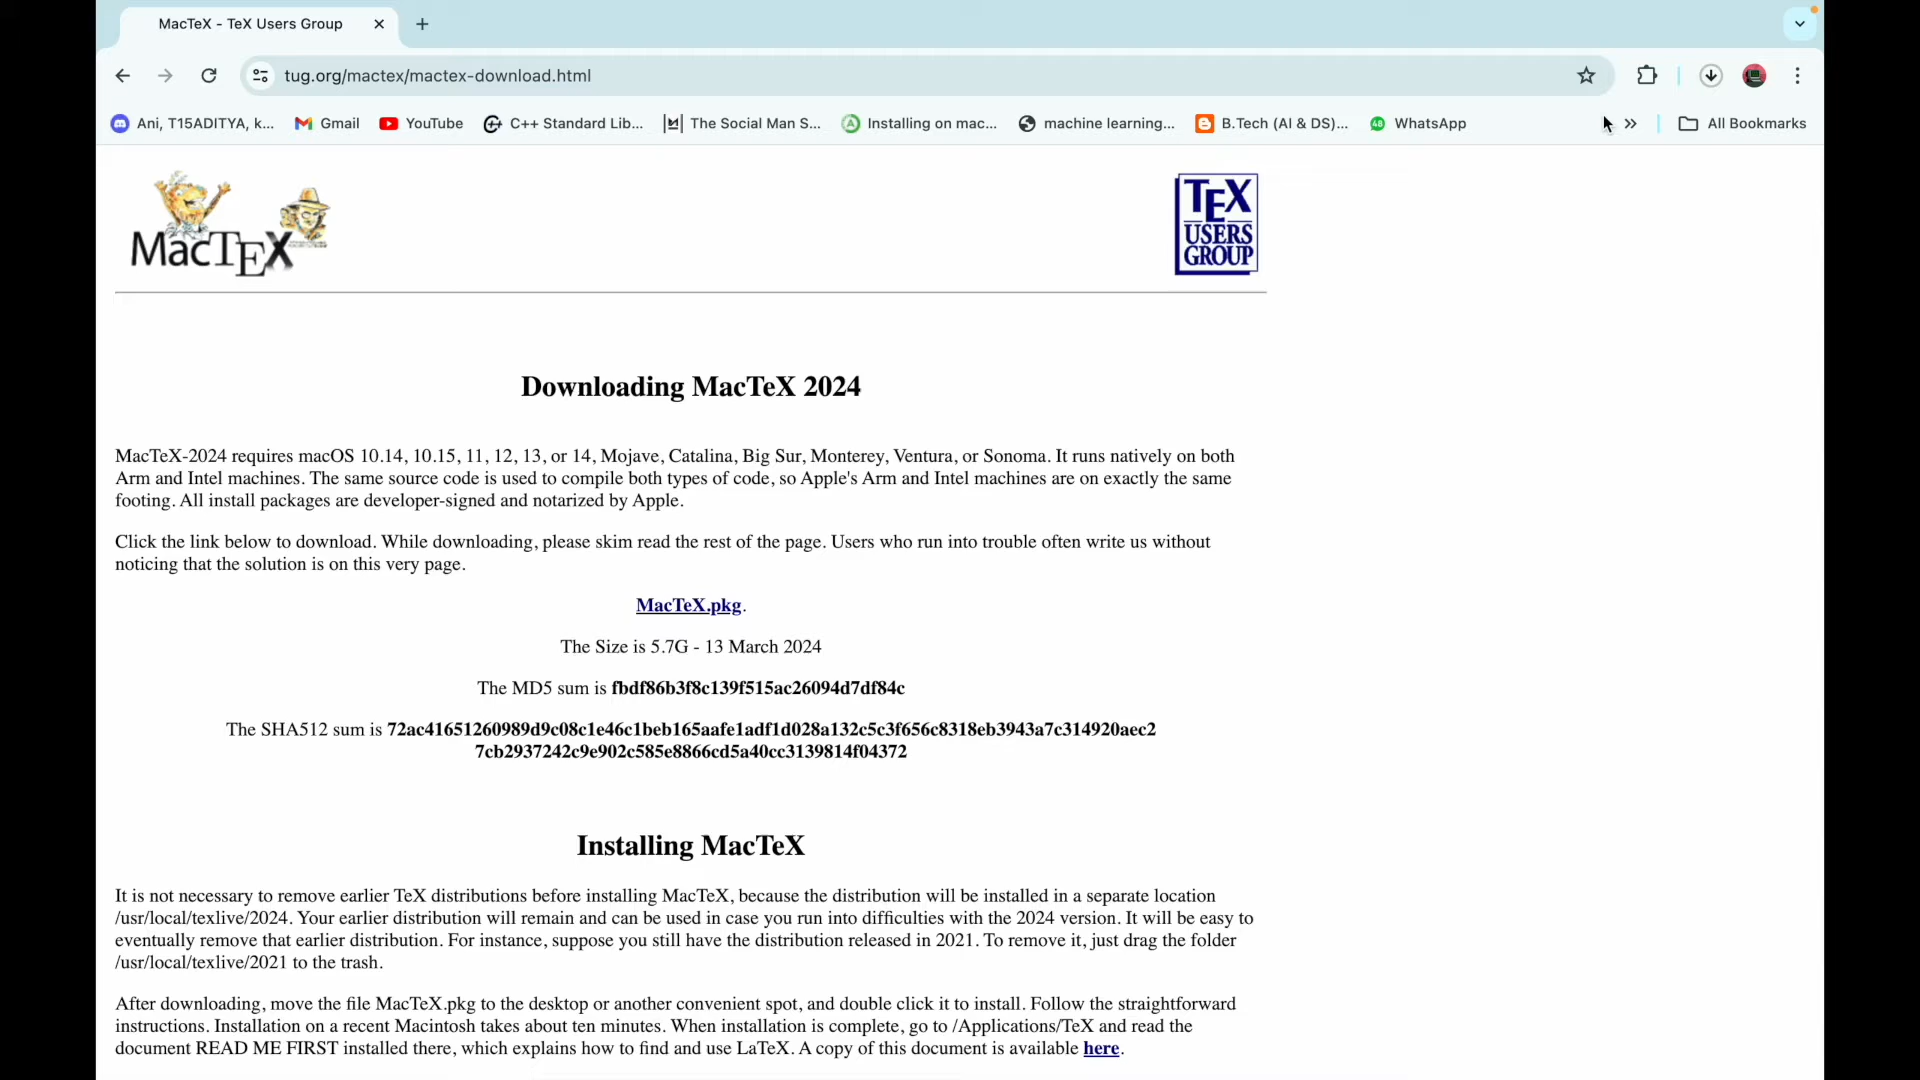 MacTeX - TeX Users Group
tug.org/mactex/mactex-download.html
Ani, T15ADITYA, k... Gmail YouTube C++ Standard Lib... The Social Man S... Installing on mac... machine learning... B.Tech (AI & DS)... WhatsApp All Bookmarks
MacTEX
TEX
USERS
GROUP
Downloading MacTeX 2024
MacTeX-2024 requires macOS 10.14, 10.15, 11, 12, 13, or 14, Mojave, Catalina, Big Sur, Monterey, Ventura, or Sonoma. It runs natively on both
Arm and Intel machines. The same source code is used to compile both types of code, so Apple's Arm and Intel machines are on exactly the same
footing. All install packages are developer-signed and notarized by Apple.
Click the link below to download. While downloading, please skim read the rest of the page. Users who run into trouble often write us without
noticing that the solution is on this very page.
MacTeX.pkg.
The Size is 5.7G - 13 March 2024
The MD5 sum is fbdf86b3f8c139f515ac26094d7df84c
The SHA512 sum is 72ac41651260989d9c08c1e46c1beb165aafe1adf1d028a132c5c3f656c8318eb3943a7c314920aec2
7cb2937242c9e902c585e8866cd5a40cc3139814f04372
Installing MacTeX
It is not necessary to remove earlier TeX distributions before installing MacTeX, because the distribution will be installed in a separate location
/usr/local/texlive/2024. Your earlier distribution will remain and can be used in case you run into difficulties with the 2024 version. It will be easy to
eventually remove that earlier distribution. For instance, suppose you still have the distribution released in 2021. To remove it, just drag the folder
/usr/local/texlive/2021 to the trash.
After downloading, move the file MacTeX.pkg to the desktop or another convenient spot, and double click it to install. Follow the straightforward
instructions. Installation on a recent Macintosh takes about ten minutes. When installation is complete, go to /Applications/TeX and read the
document READ ME FIRST installed there, which explains how to find and use LaTeX. A copy of this document is available here.